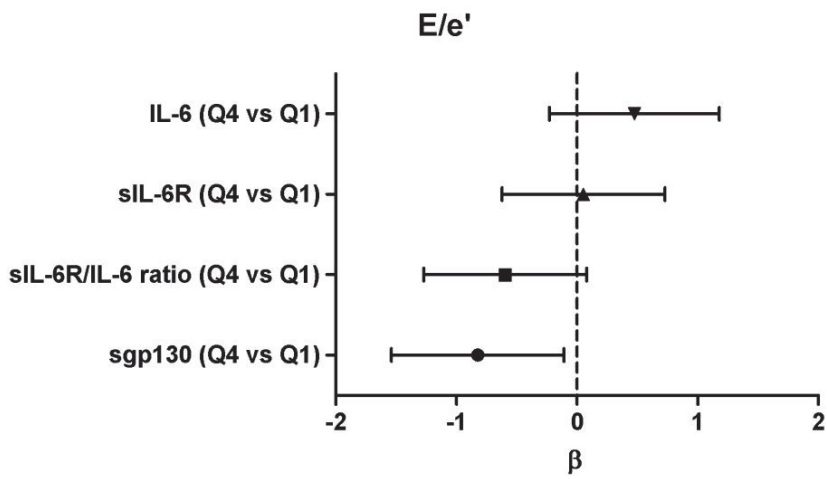 E/e'
IL-6 (Q4 vs Q1)
sIL-6R (Q4 vs Q1)
sIL-6R/IL-6 ratio (Q4 vs Q1)
sgp130 (Q4 vs Q1)
-2 -1 0 1 2
β